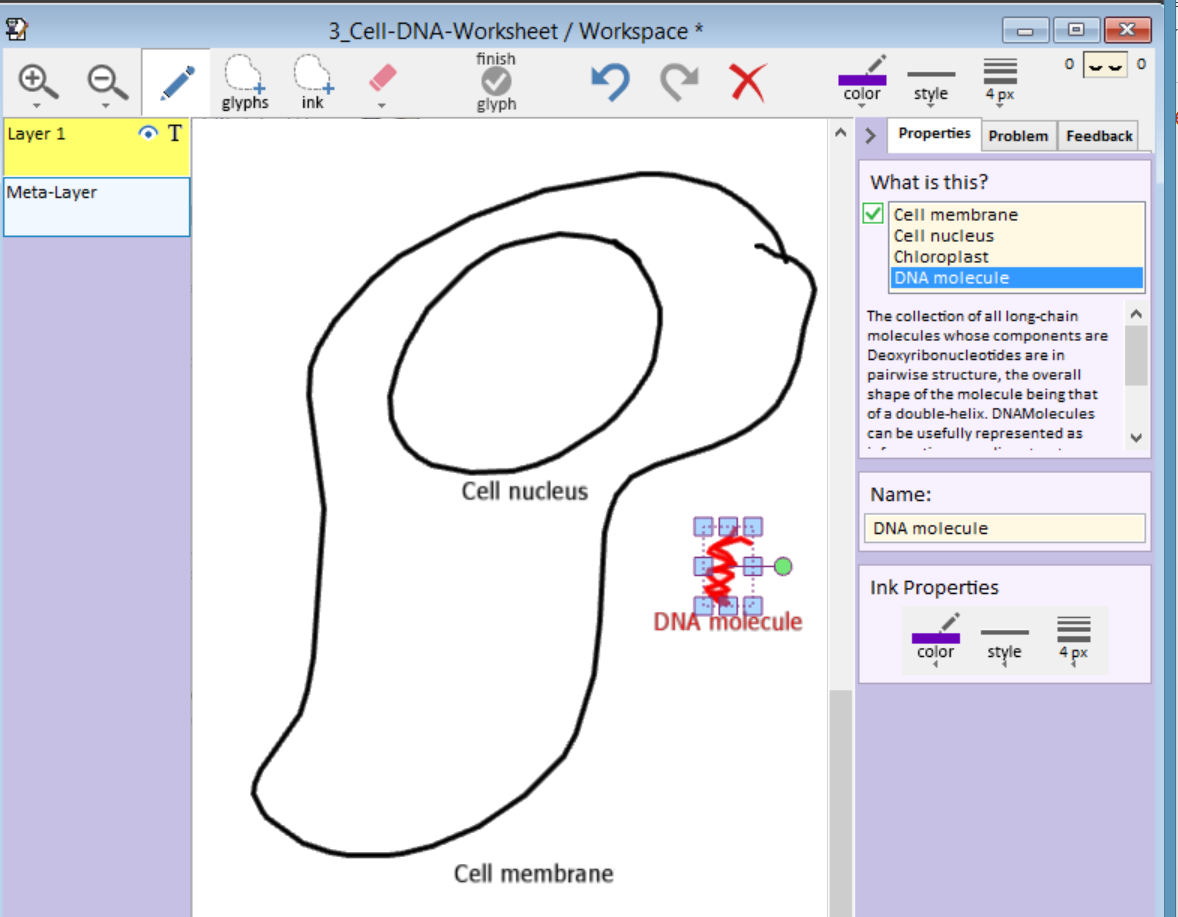 3_Cell-DNA-Worksheet / Workspace *
glyphs
ink
finish
glyph
color
style
4 px
0
0
Layer 1
T
Meta-Layer
Properties
Problem
Feedback
What is this?
Cell membrane
Cell nucleus
Chloroplast
DNA molecule
The collection of all long-chain
molecules whose components are
Deoxyribonucleotides are in
pairwise structure, the overall
shape of the molecule being that
of a double-helix. DNAMolecules
can be usefully represented as
Name:
DNA molecule
Ink Properties
color
style
4 px
Cell nucleus
DNA molecule
Cell membrane